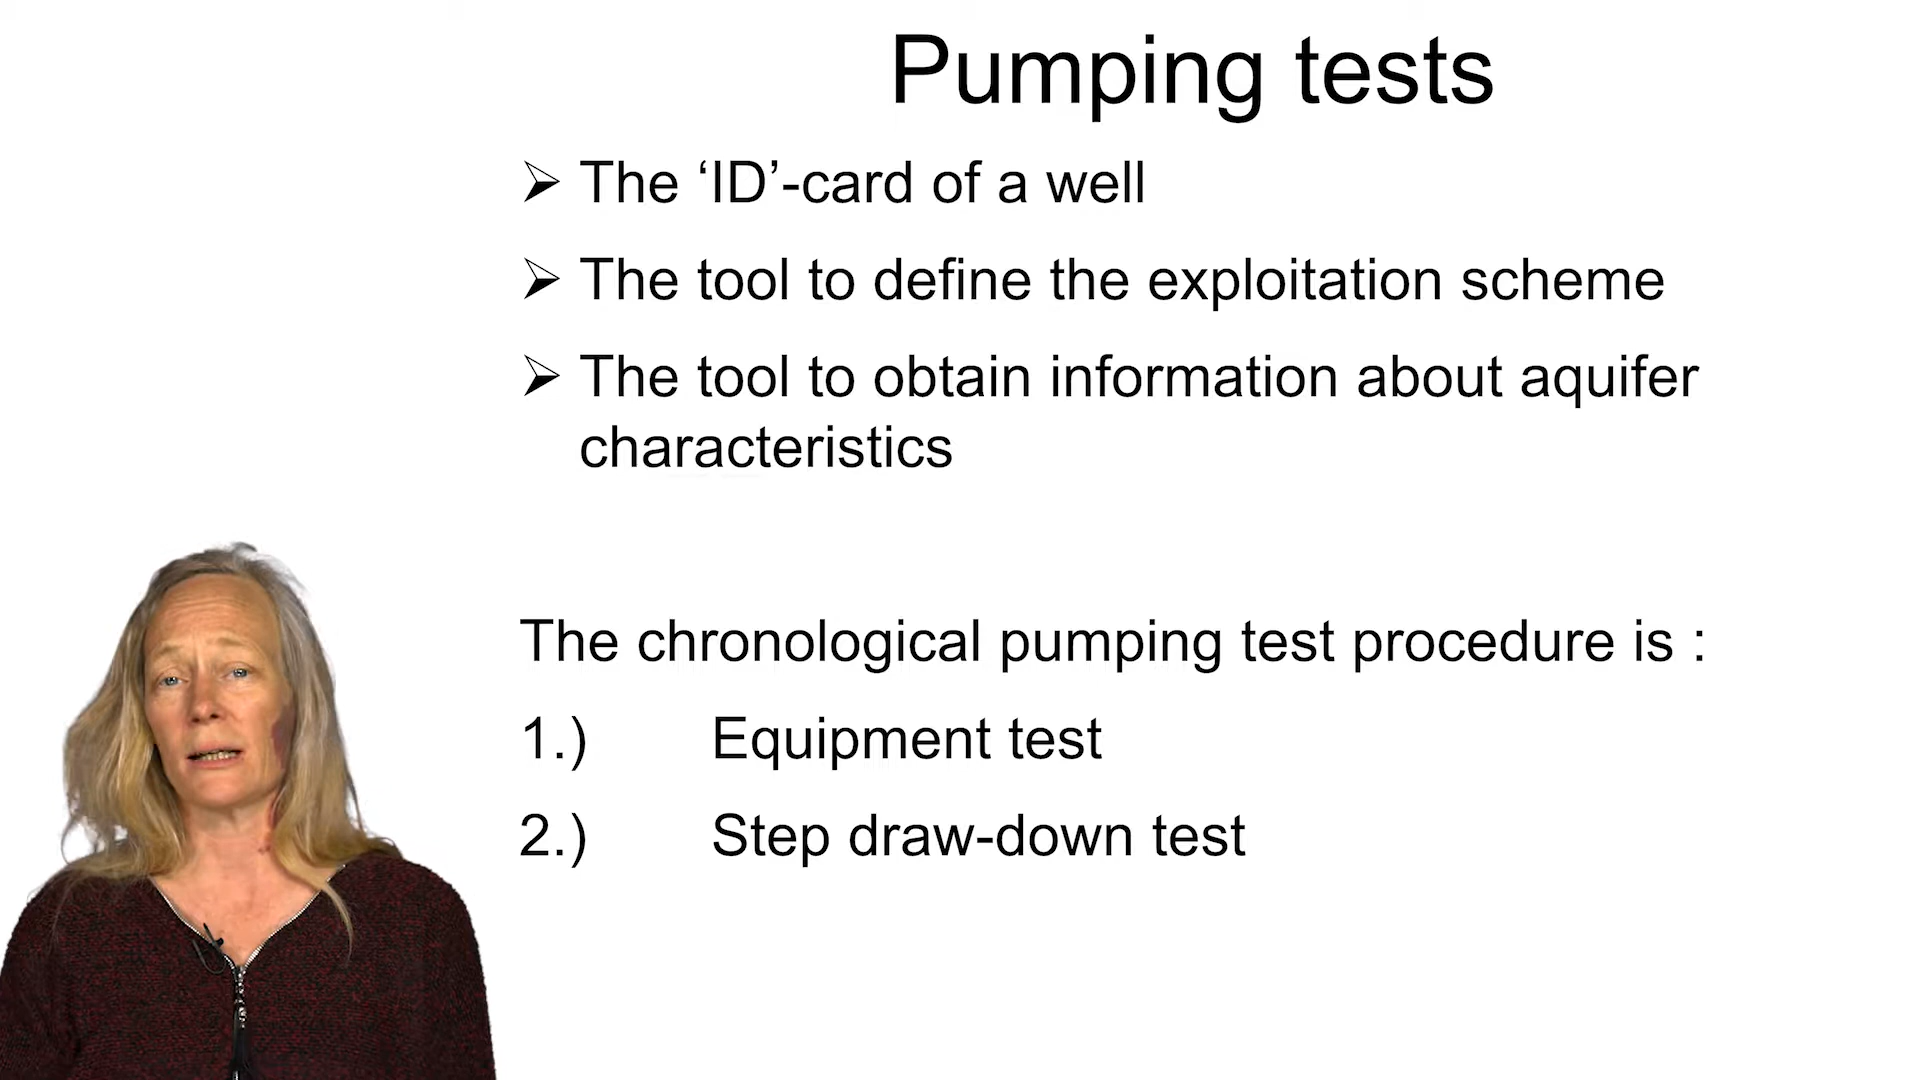 Pumping tests
➢ The ‘ID’-card of a well
➢ The tool to define the exploitation scheme
➢ The tool to obtain information about aquifer
characteristics
The chronological pumping test procedure is :
1.) Equipment test
2.) Step draw-down test